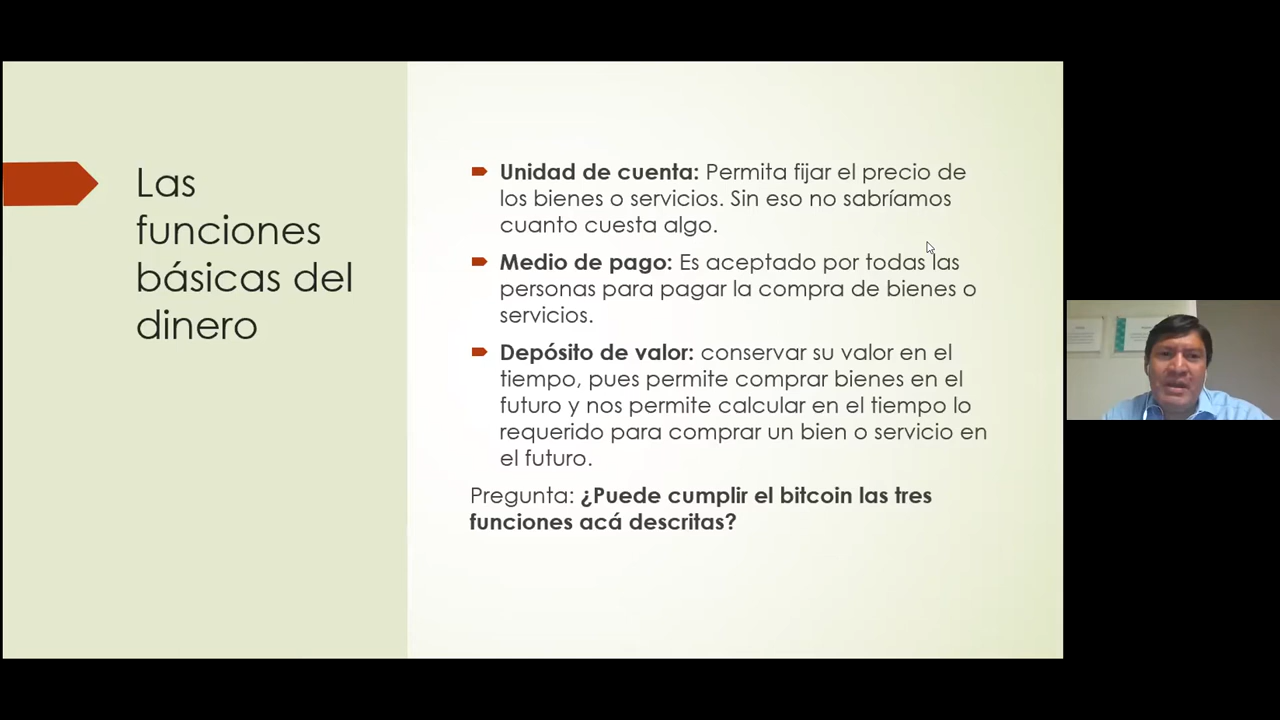 Las
funciones
básicas del
dinero
Unidad de cuenta: Permita fijar el precio de
los bienes o servicios. Sin eso no sabríamos
cuanto cuesta algo.
Medio de pago: Es aceptado por todas las
personas para pagar la compra de bienes o
servicios.
Depósito de valor: conservar su valor en el
tiempo, pues permite comprar bienes en el
futuro y nos permite calcular en el tiempo lo
requerido para comprar un bien o servicio en
el futuro.
Pregunta: ¿Puede cumplir el bitcoin las tres
funciones acá descritas?